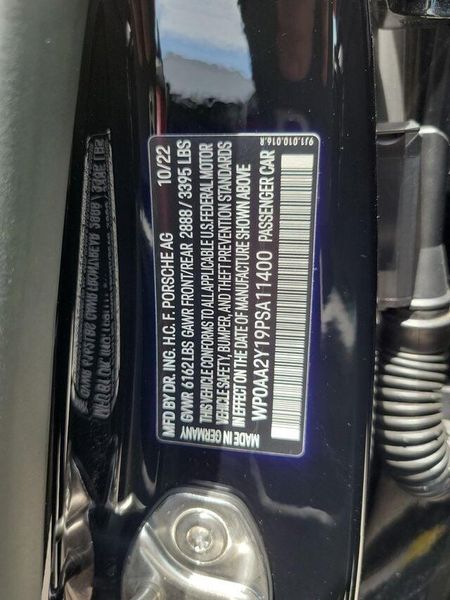 MFD BY DR. ING. H.C. F. PORSCHE AG 10/22
GVWR 6162 LBS GAWR FRONT/REAR 2888 / 3395 LBS
THIS VEHICLE CONFORMS TO ALL APPLICABLE U.S.FEDERAL MOTOR
VEHICLE SAFETY, BUMPER, AND THEFT PREVENTION STANDARDS
IN EFFECT ON THE DATE OF MANUFACTURE SHOWN ABOVE
WP0AA2Y19PSA11400 PASSENGER CAR
MADE IN GERMANY
9J1.010.016.R